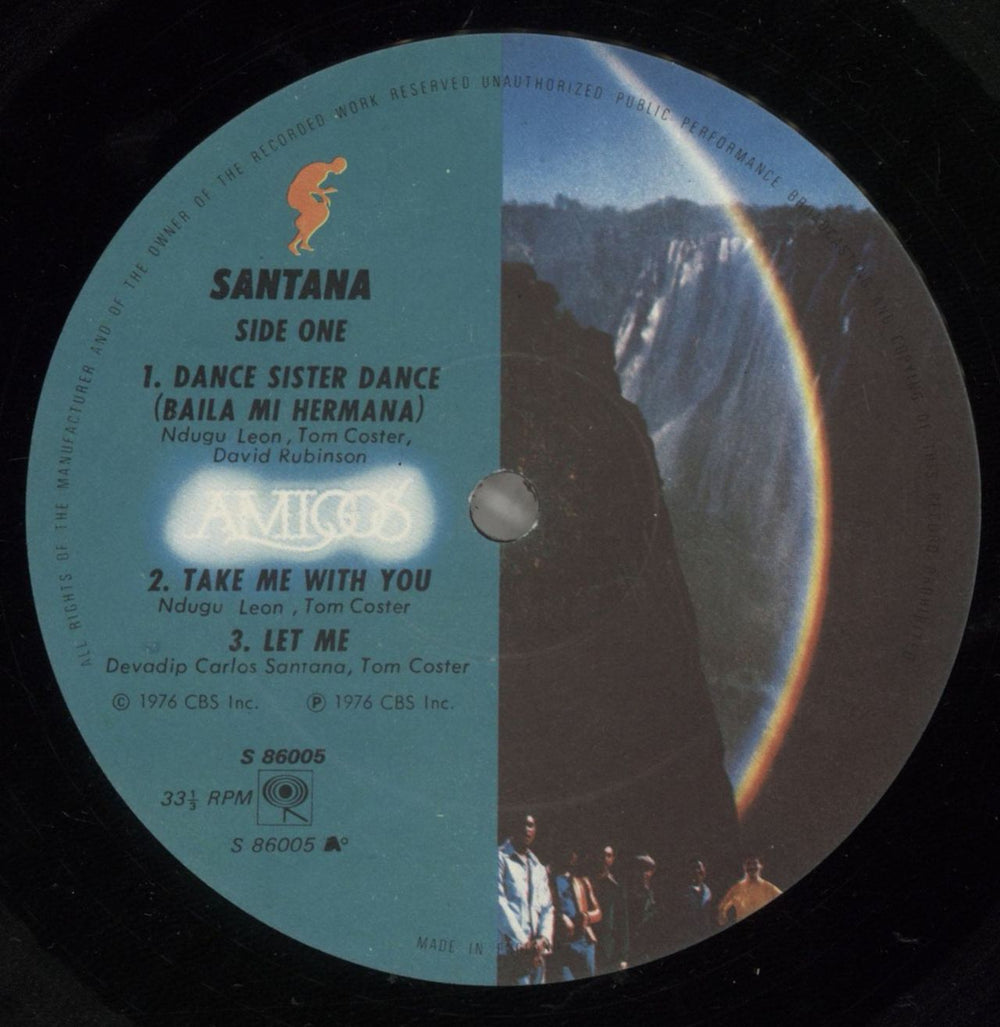 ALL RIGHTS OF THE MANUFACTURER AND OF THE OWNER OF THE RECORDED WORK RESERVED UNAUTHORIZED PUBLIC PERFORMANCE BROADCASTING AND COPYING OF
SANTANA
SIDE ONE
1. DANCE SISTER DANCE
(BAILA MI HERMANA)
Ndugu Leon , Tom Coster,
David Rubinson
AMIGOS
2. TAKE ME WITH YOU
Ndugu Leon , Tom Coster
3. LET ME
Devadip Carlos Santana, Tom Coster
© 1976 CBS Inc. ℗ 1976 CBS Inc.
S 86005
33⅓ RPM
S 86005 A°
MADE IN ENGLAND